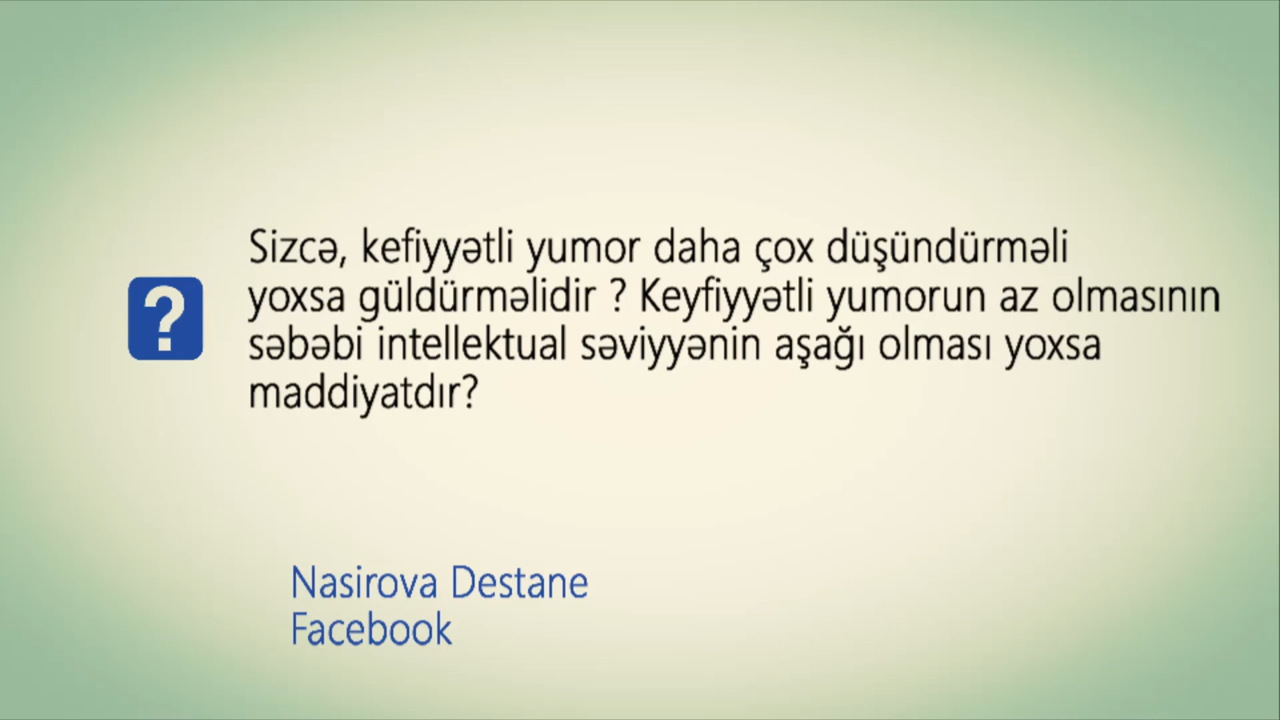 Sizcə, kefiyyətli yumor daha çox düşündürməli
yoxsa güldürməlidir ? Keyfiyyətli yumorun az olmasının
səbəbi intellektual səviyyənin aşağı olması yoxsa
maddiyatdır?
Nasirova Destane
Facebook